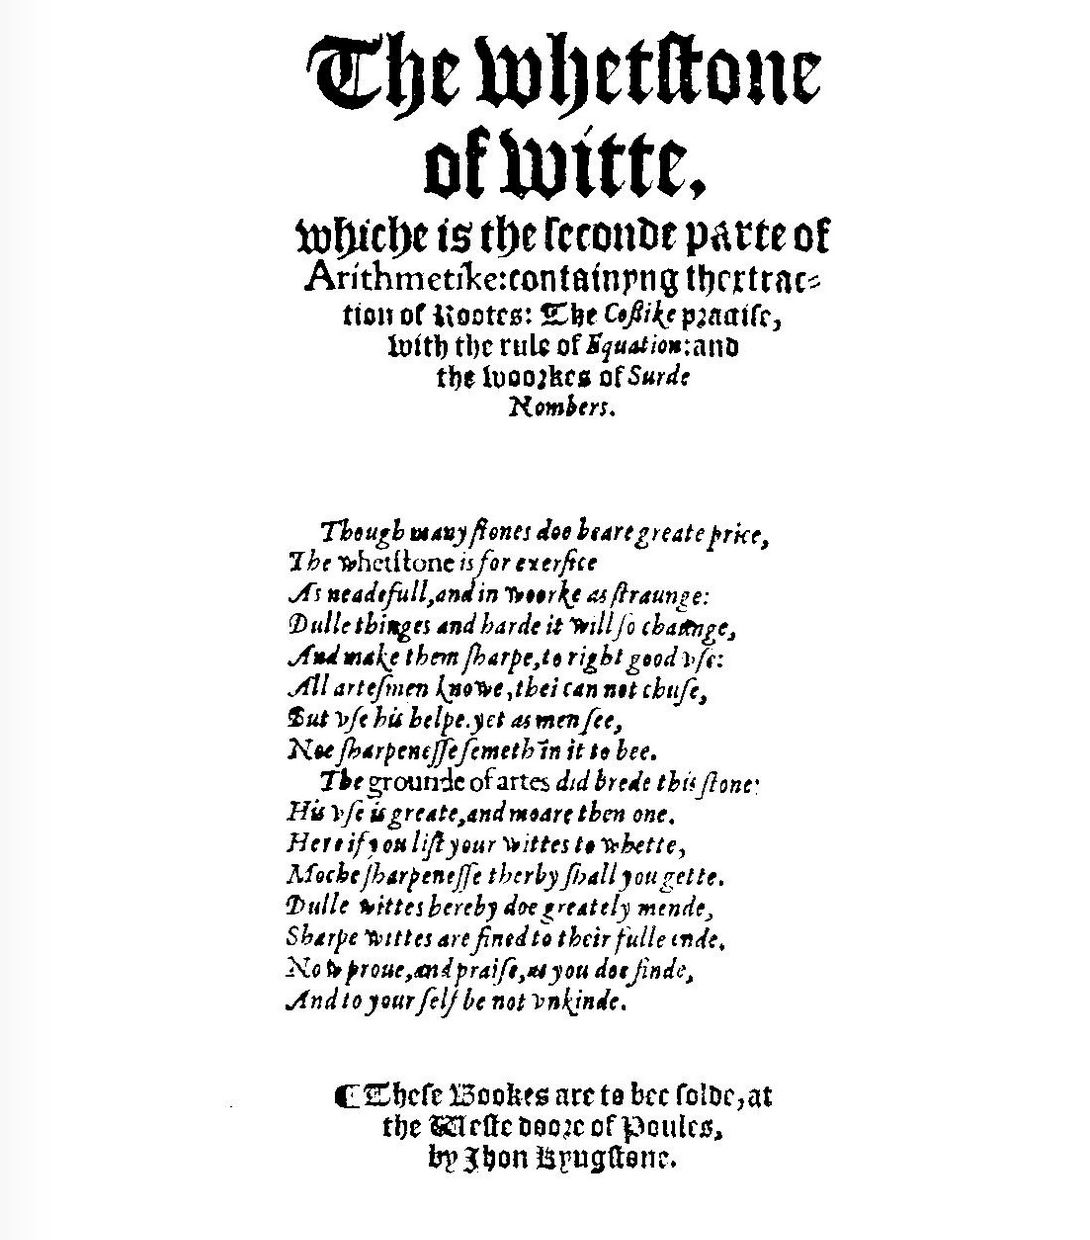 The whetstone
of witte,
whiche is the seconde parte of
Arithmetike: containyng thextrac-
tion of Rootes: The Coßike practise,
with the rule of Equation: and
the woorkes of Surde
Nombers.
Though many stones doe beare greate price,
The whetstone is for exersice
As neadefull, and in woorke as straunge:
Dulle thinges and harde it will so chaunge,
And make them sharpe, to right good vse:
All artesmen knowe, thei can not chuse,
But vse his helpe. yet as men see,
Noe sharpenesse semeth in it to bee.
The grounde of artes did brede this stone:
His vse is greate, and moare then one.
Here if you list your wittes to whette,
Moche sharpenesse therby shall you gette.
Dulle wittes hereby doe greately mende,
Sharpe wittes are fined to their fulle ende.
Now proue, and praise, as you doe finde,
And to your self be not vnkinde.
¶ These Bookes are to bee solde, at
the Weste doore of Poules,
by Jhon Kyngstone.